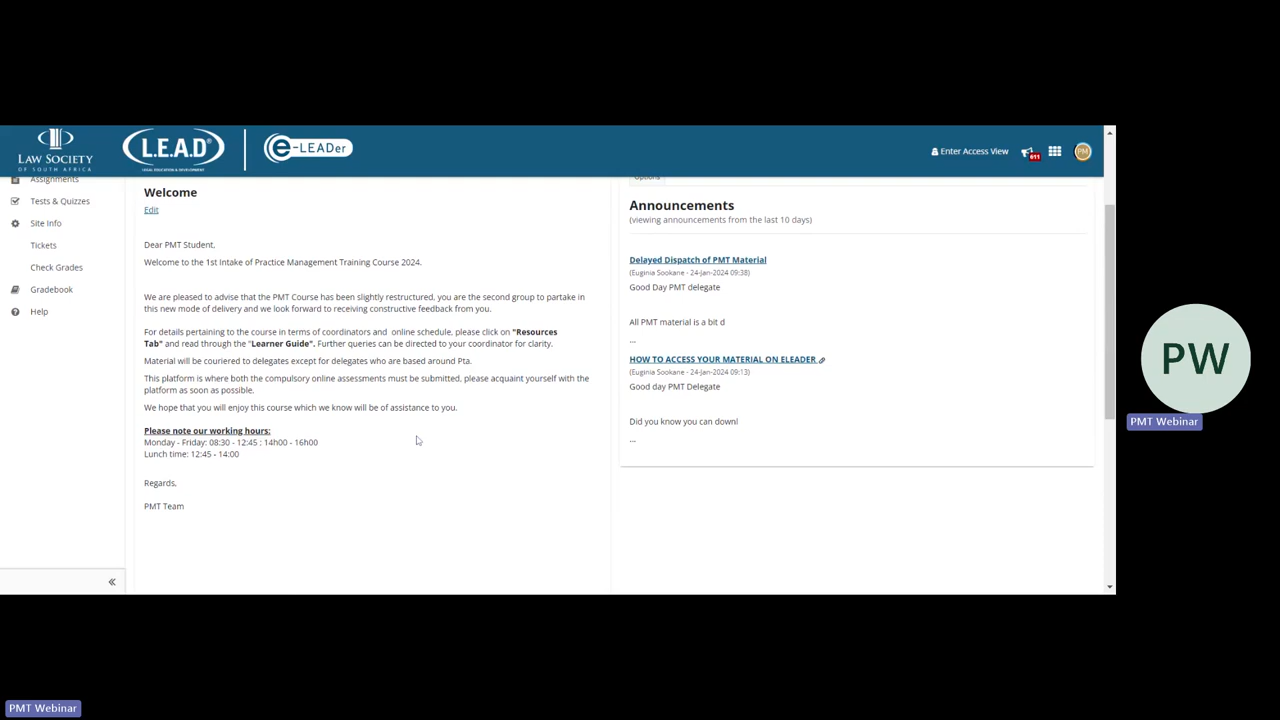 LAW SOCIETY
OF SOUTH AFRICA
L.E.A.D
LEGAL EDUCATION & DEVELOPMENT
e-LEADer
Enter Access View
611
PM
Assignments
Tests & Quizzes
Site Info
Tickets
Check Grades
Gradebook
Help
Welcome
Edit
Dear PMT Student,
Welcome to the 1st Intake of Practice Management Training Course 2024.
We are pleased to advise that the PMT Course has been slightly restructured, you are the second group to partake in
this new mode of delivery and we look forward to receiving constructive feedback from you.
For details pertaining to the course in terms of coordinators and online schedule, please click on "Resources
Tab" and read through the "Learner Guide". Further queries can be directed to your coordinator for clarity.
Material will be couriered to delegates except for delegates who are based around Pta.
This platform is where both the compulsory online assessments must be submitted, please acquaint yourself with the
platform as soon as possible.
We hope that you will enjoy this course which we know will be of assistance to you.
Please note our working hours:
Monday - Friday: 08:30 - 12:45 : 14h00 - 16h00
Lunch time: 12:45 - 14:00
Regards,
PMT Team
Options
Announcements
(viewing announcements from the last 10 days)
Delayed Dispatch of PMT Material
(Euginia Sookane - 24-Jan-2024 09:38)
Good Day PMT delegate
All PMT material is a bit d
...
HOW TO ACCESS YOUR MATERIAL ON ELEADER
(Euginia Sookane - 24-Jan-2024 09:13)
Good day PMT Delegate
Did you know you can downl
...
PW
PMT Webinar
PMT Webinar